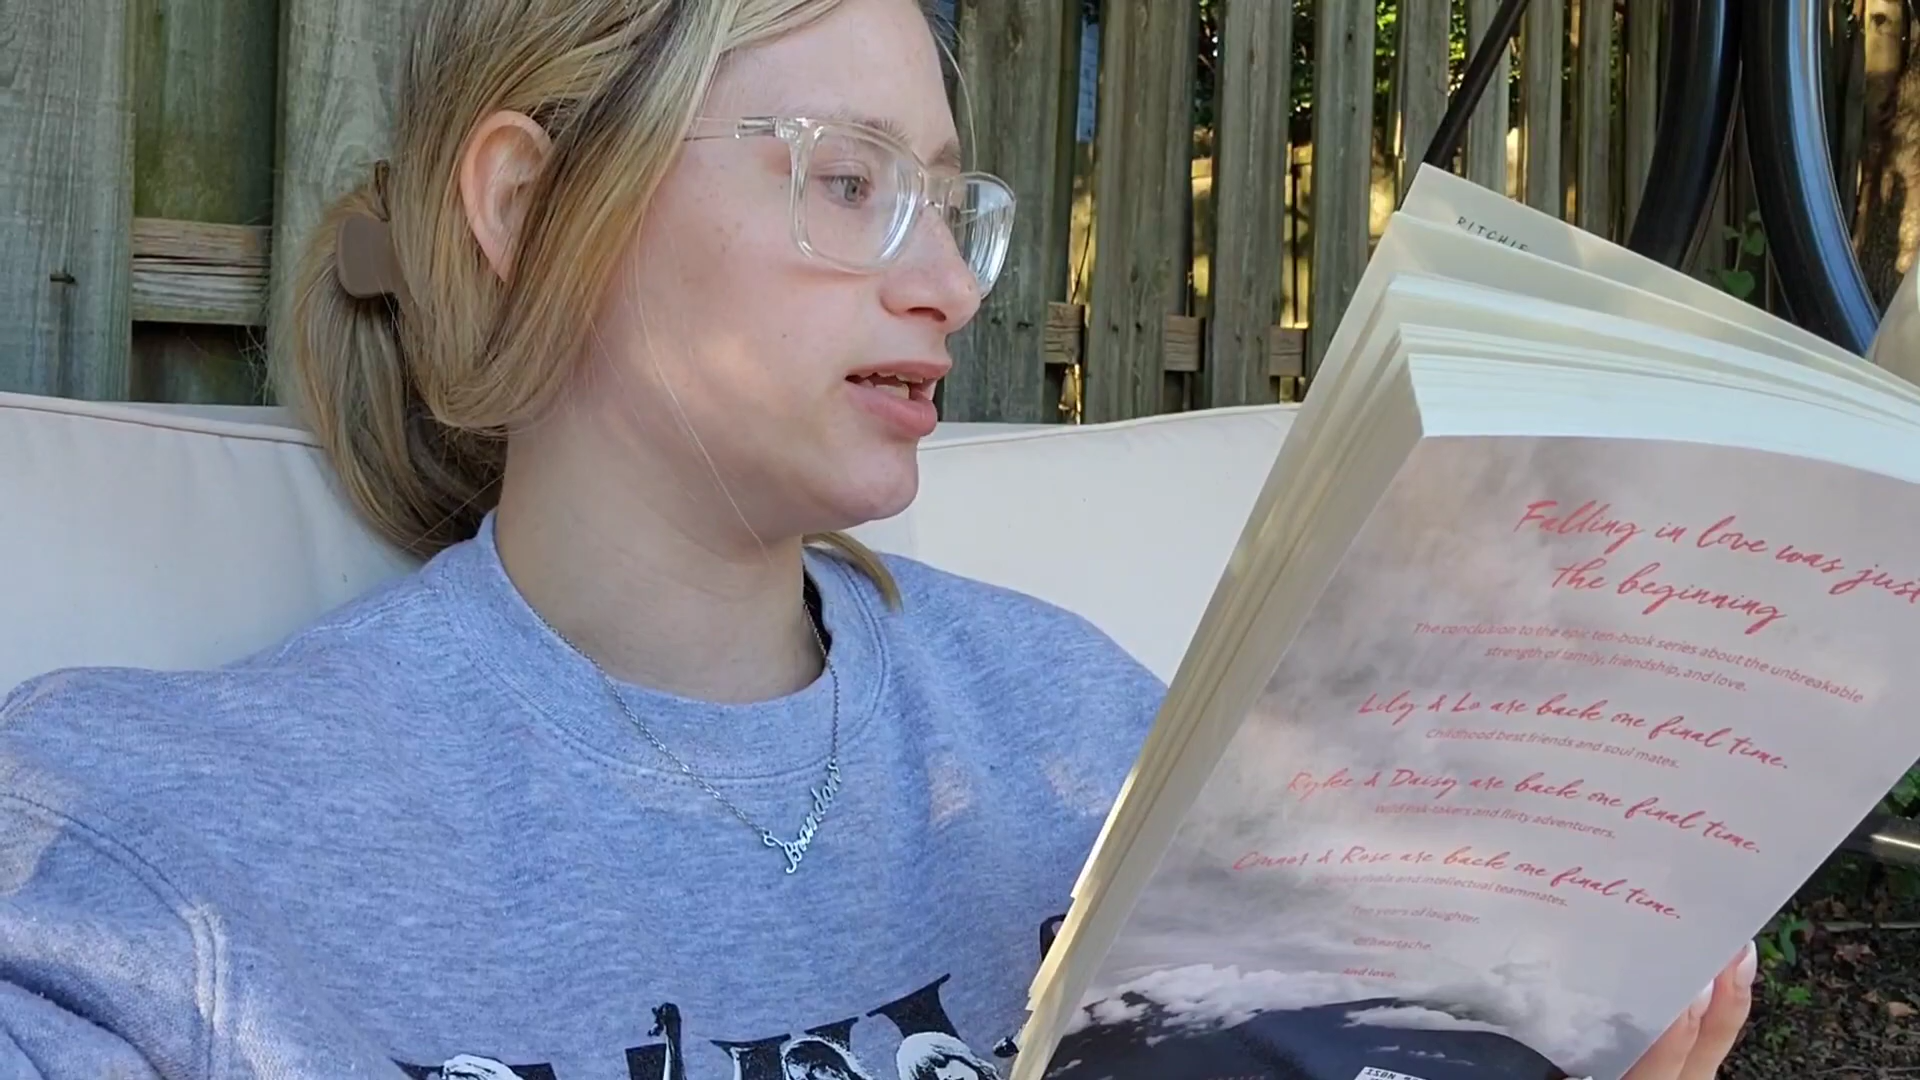 RITCHIE
Falling in love was just
the beginning
The conclusion to the epic ten-book series about the unbreakable
strength of family, friendship, and love.
Lily & Lo are back one final time.
Childhood best friends and soul mates.
Ryke & Daisy are back one final time.
Wild risk-takers and flirty adventurers.
Connor & Rose are back one final time.
rivals and intellectual teammates.
Ten years of laughter.
Of heartache.
and love.
ISBN
Brandon